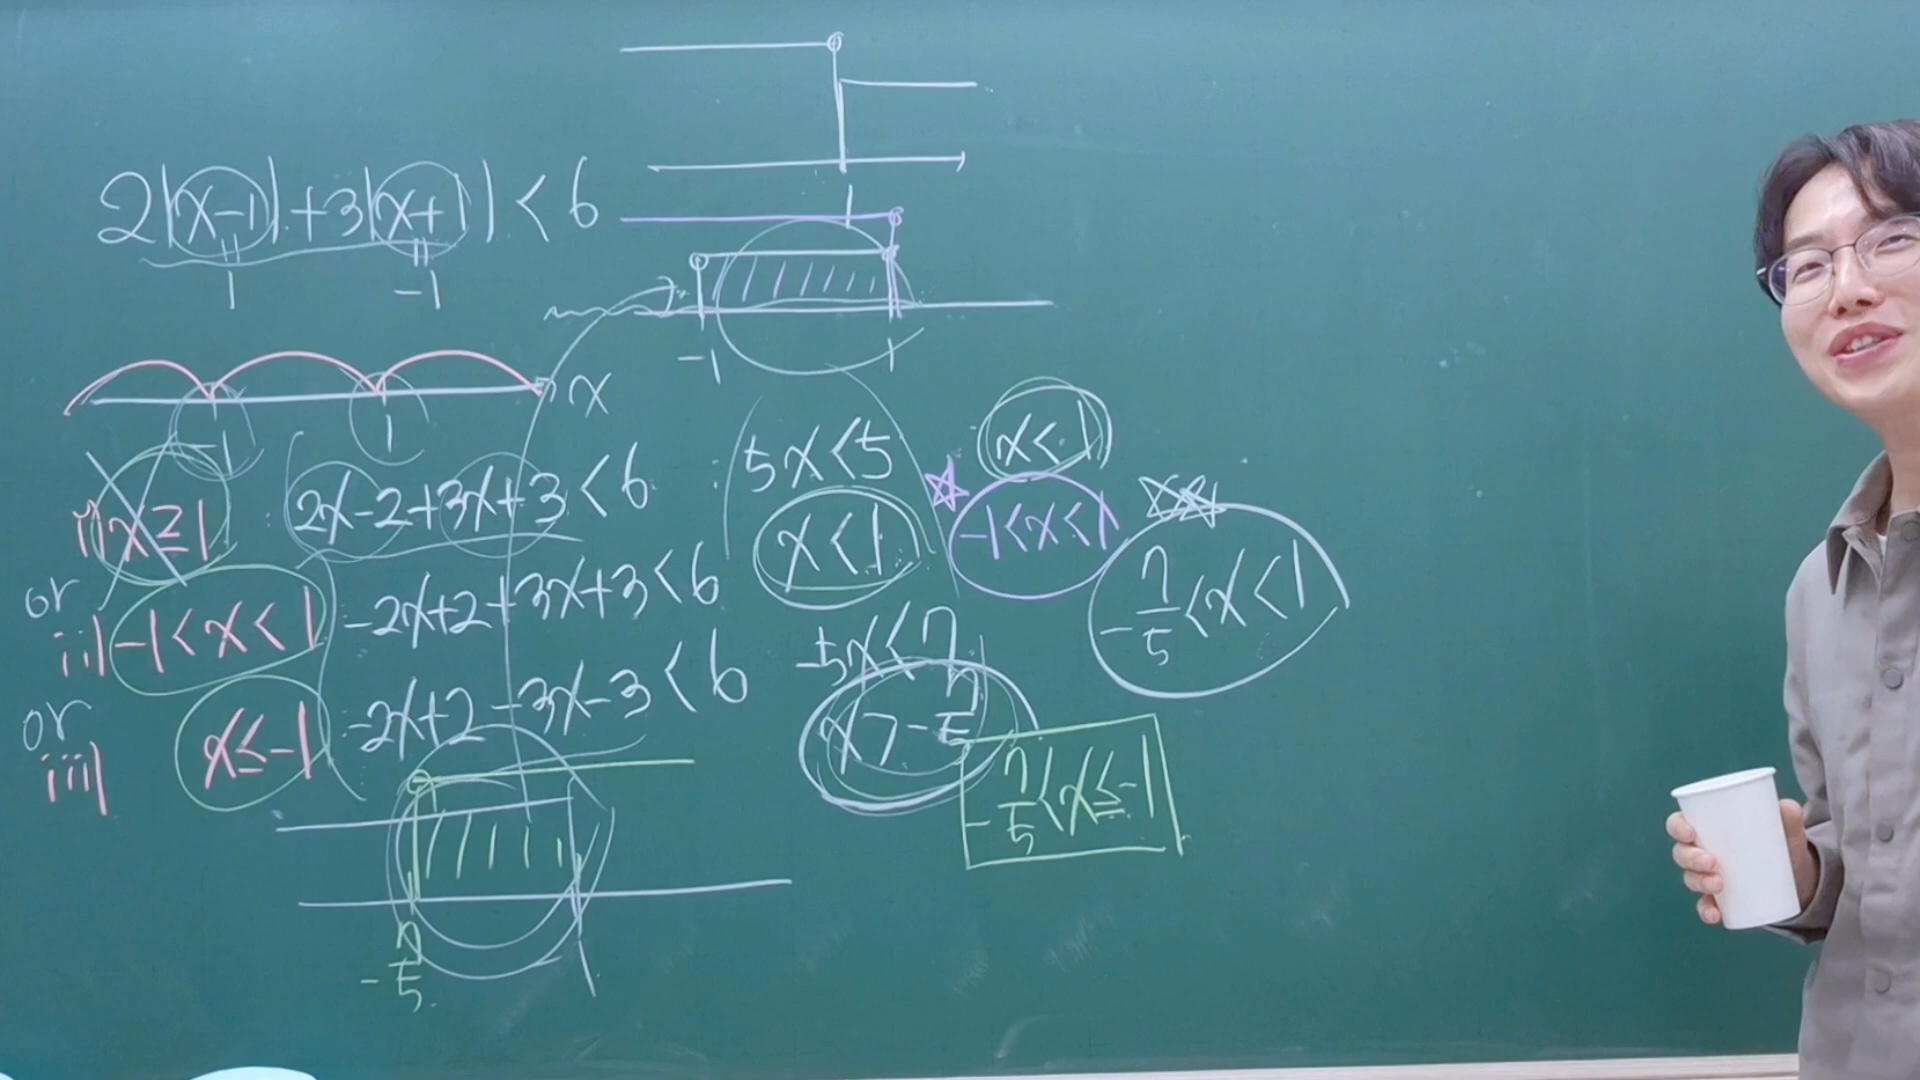 2|x-1|+3|x+1|<6
1
-1
1
-1
1
x
-1
1
i) x≥1
2x-2+3x+3<6
5x<5
x<1
or
ii) -1<x<1
-2x+2+3x+3<6
x<1
-1<x<1
or
iii) x≤-1
-2x+2-3x-3<6
-5x<7
x>-7/5
-7/5<x≤-1
-7/5<x<1
-7/5